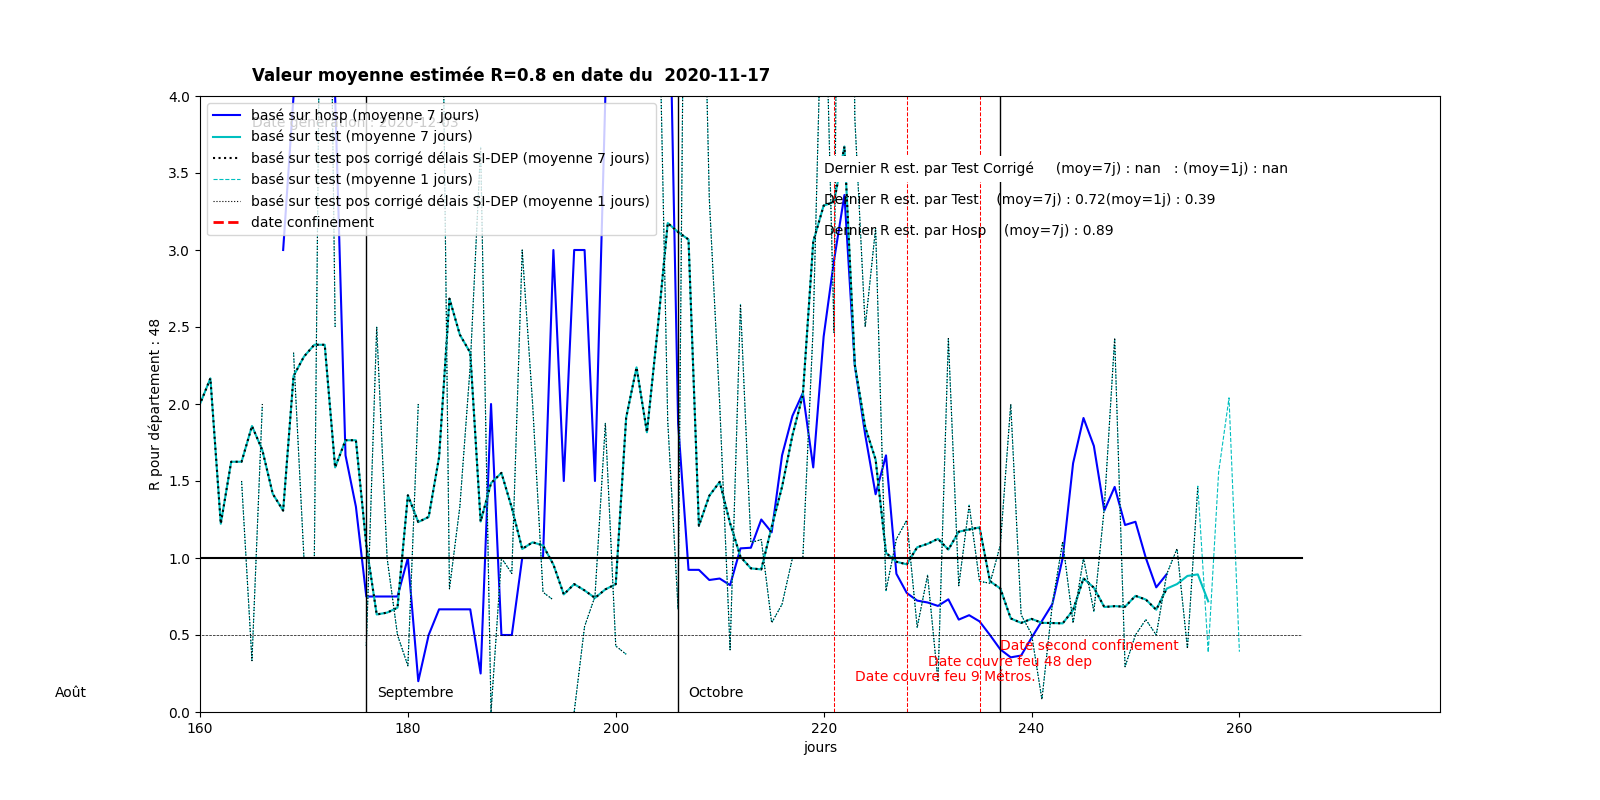 Valeur moyenne estimée R=0.8 en date du  2020-11-17
Date génération : 2020-12-03
basé sur hosp (moyenne 7 jours)
basé sur test (moyenne 7 jours)
basé sur test pos corrigé délais SI-DEP (moyenne 7 jours)
basé sur test (moyenne 1 jours)
basé sur test pos corrigé délais SI-DEP (moyenne 1 jours)
date confinement
Dernier R est. par Test Corrigé     (moy=7j) : nan   : (moy=1j) : nan
Dernier R est. par Test    (moy=7j) : 0.72(moy=1j) : 0.39
Dernier R est. par Hosp    (moy=7j) : 0.89
R pour département : 48
4.0
3.5
3.0
2.5
2.0
1.5
1.0
0.5
0.0
Date second confinement
Date couvre feu 48 dep
Date couvre feu 9 Métros.
Août
Septembre
Octobre
160
180
200
220
240
260
jours